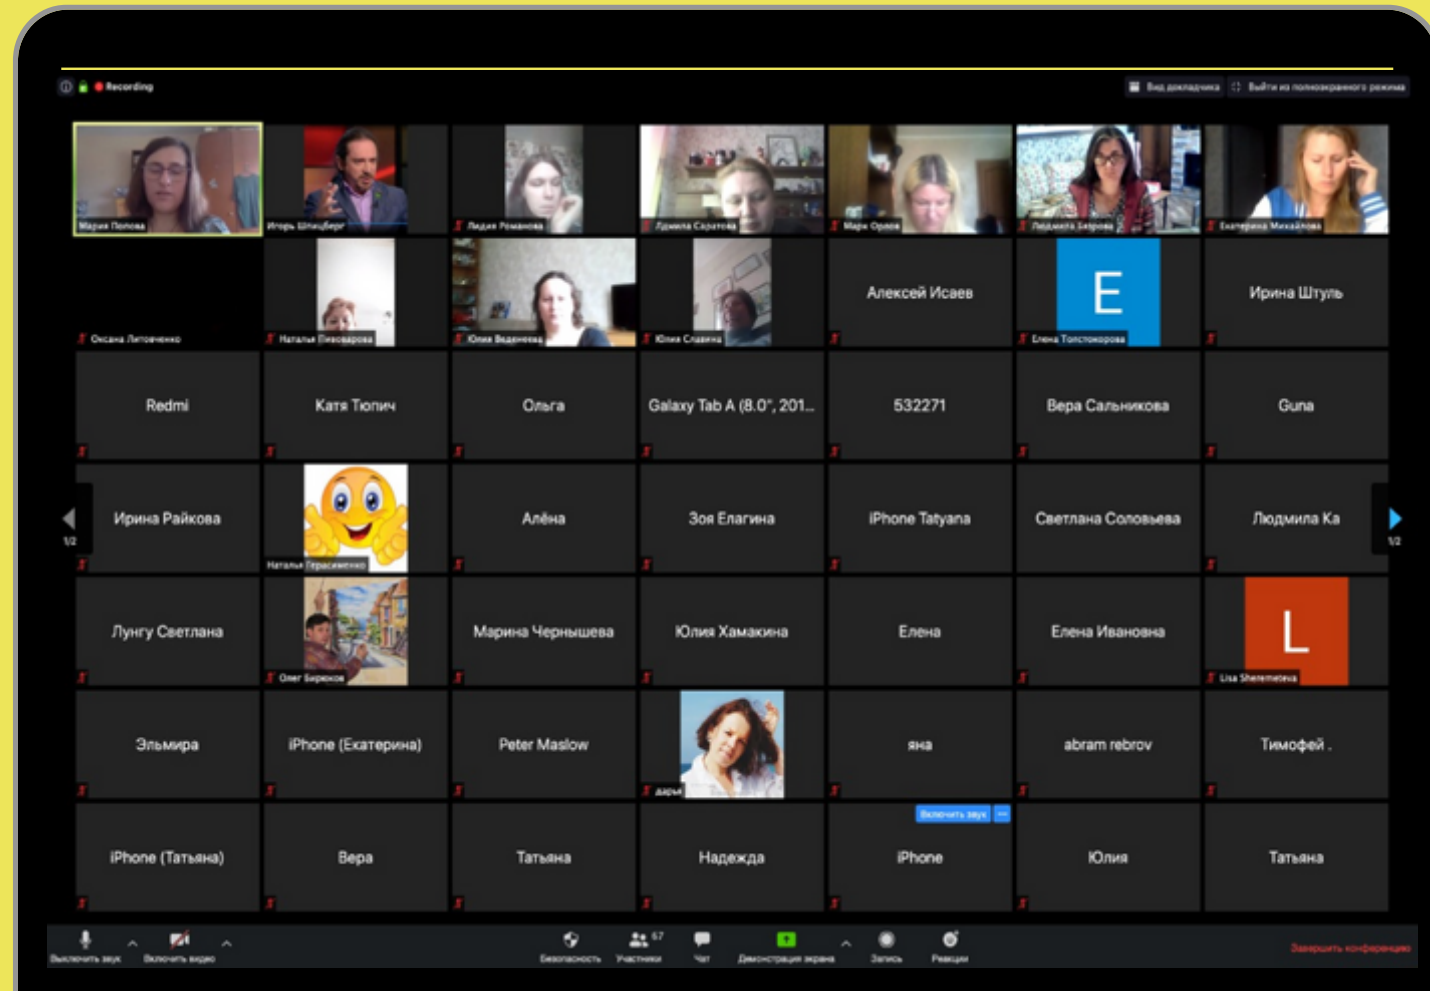 Recording
Вид докладчика
Выйти из полноэкранного режима
Мария Попова
Игорь Шпицберг
Лидия Романова
Лдмила Саратова
Марк Орлов
Людмила
Екатерина Михайлова
Оксана Литовченко
Наталья Пивоварова
Юлия Веденеева
Юлия Славина
Алексей Исаев
E
Елена Толстокорова
Ирина Штуль
Redmi
Катя Тюпич
Ольга
Galaxy Tab A (8.0", 201...
532271
Вера Сальникова
Guna
Ирина Райкова
Наталья Герасименко
Алёна
Зоя Елагина
iPhone Tatyana
Светлана Соловьева
Людмила Ка
1/2
1/2
Лунгу Светлана
Олег Бирюков
Марина Чернышева
Юлия Хамакина
Елена
Елена Ивановна
L
Lisa Sheremeteva
Эльмира
iPhone (Екатерина)
Peter Maslow
дарья
яна
abram rebrov
Тимофей .
Включить звук
...
iPhone (Татьяна)
Вера
Татьяна
Надежда
iPhone
Юлия
Татьяна
Выключить звук
Включить видео
Безопасность
Участники
67
Чат
Демонстрация экрана
Запись
Реакции
Завершить конференцию